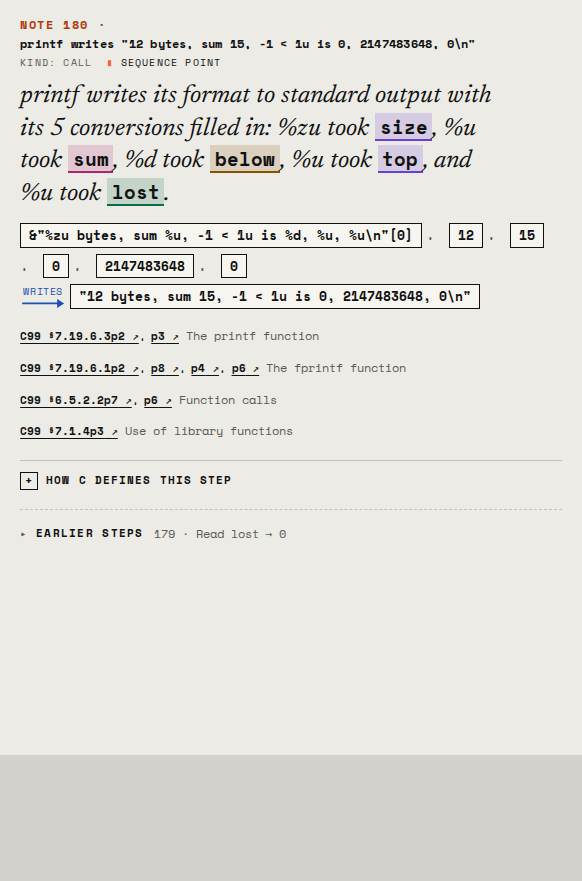 NOTE 180 ·
printf writes "12 bytes, sum 15, -1 < 1u is 0, 2147483648, 0\n"
KIND: CALL SEQUENCE POINT
printf writes its format to standard output with
its 5 conversions filled in: %zu took size, %u
took sum, %d took below, %u took top, and
%u took lost.
&"%zu bytes, sum %u, -1 < 1u is %d, %u, %u\n"[0] , 12 , 15
, 0 , 2147483648 , 0
WRITES "12 bytes, sum 15, -1 < 1u is 0, 2147483648, 0\n"
C99 §7.19.6.3p2 ↗, p3 ↗ The printf function
C99 §7.19.6.1p2 ↗, p8 ↗, p4 ↗, p6 ↗ The fprintf function
C99 §6.5.2.2p7 ↗, p6 ↗ Function calls
C99 §7.1.4p3 ↗ Use of library functions
+ HOW C DEFINES THIS STEP
▸ EARLIER STEPS 179 · Read lost → 0